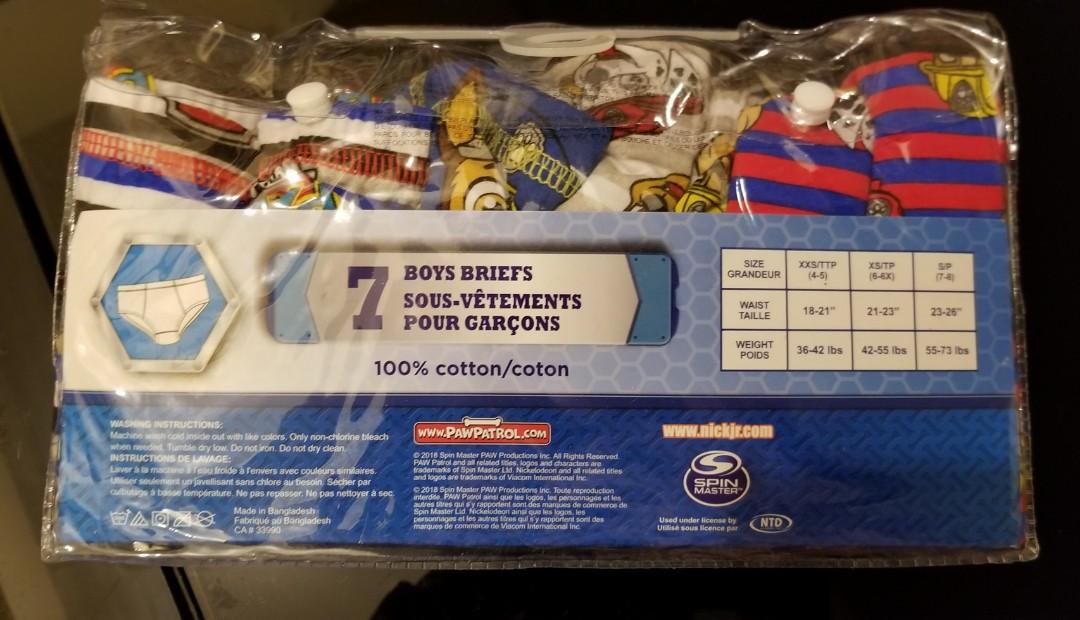 7
BOYS BRIEFS
SOUS-VÊTEMENTS
POUR GARÇONS
100% cotton/coton
SIZE GRANDEUR XXS/TTP (4-5) XS/TP (6-6X) S/P (7-8)
WAIST TAILLE 18-21" 21-23" 23-26"
WEIGHT POIDS 36-42 lbs 42-55 lbs 55-73 lbs
WASHING INSTRUCTIONS:
Machine wash cold inside out with like colors. Only non-chlorine bleach
when needed. Tumble dry low. Do not iron. Do not dry clean.
INSTRUCTIONS DE LAVAGE:
Laver à la machine à l'eau froide à l'envers avec couleurs similaires.
Utiliser seulement un javellisant sans chlore au besoin. Sécher par
culbutage à basse température. Ne pas repasser. Ne pas nettoyer à sec.
Made in Bangladesh
Fabriqué au Bangladesh
CA # 33990
www.PAWPATROL.com
© 2018 Spin Master PAW Productions Inc. All Rights Reserved.
PAW Patrol and all related titles, logos and characters are
trademarks of Spin Master Ltd. Nickelodeon and all related titles
and logos are trademarks of Viacom International Inc.
© 2018 Spin Master PAW Productions Inc. Toute reproduction
interdite. PAW Patrol ainsi que les logos, les personnages et les
autres titres qui s'y rapportent sont des marques de commerce de
Spin Master Ltd. Nickelodeon ainsi que les logos, les
personnages et les autres titres qui s'y rapportent sont des
marques de commerce de Viacom International Inc.
www.nickjr.com
SPIN
MASTER™
Used under license by
Utilisé sous licence par
NTD